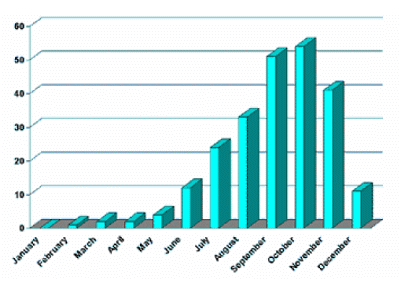 60
50
40
30
20
10
0
January
February
March
April
May
June
July
August
September
October
November
December